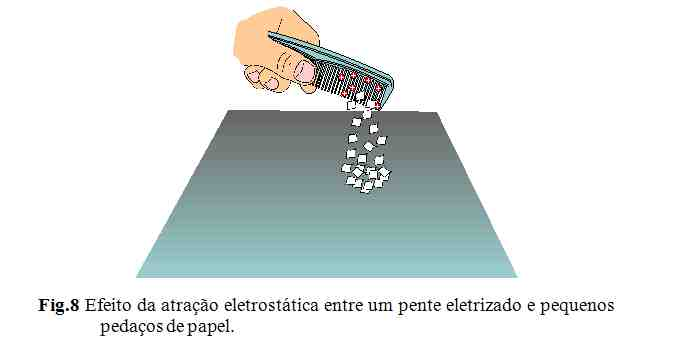 Fig.8 Efeito da atração eletrostática entre um pente eletrizado e pequenos
pedaços de papel.